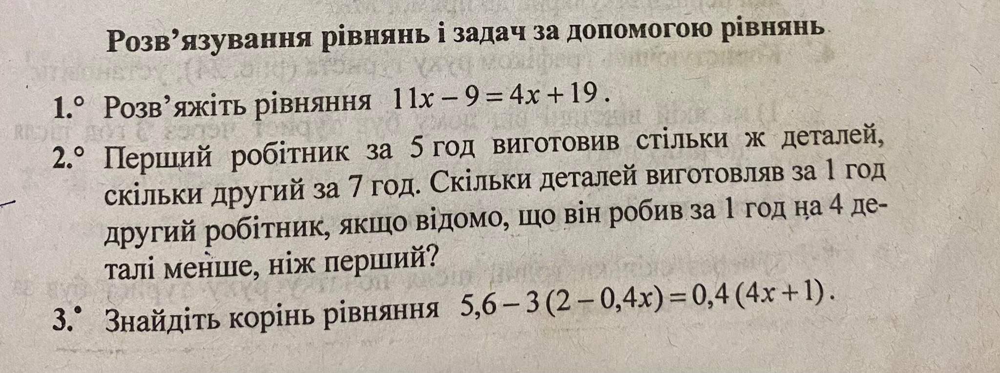 Розв’язування рівнянь і задач за допомогою рівнянь
1.° Розв’яжіть рівняння 11x – 9 = 4x + 19.
2.° Перший робітник за 5 год виготовив стільки ж деталей,
скільки другий за 7 год. Скільки деталей виготовляв за 1 год
другий робітник, якщо відомо, що він робив за 1 год на 4 де-
талі менше, ніж перший?
3.• Знайдіть корінь рівняння 5,6 – 3 (2 – 0,4x) = 0,4 (4x + 1).